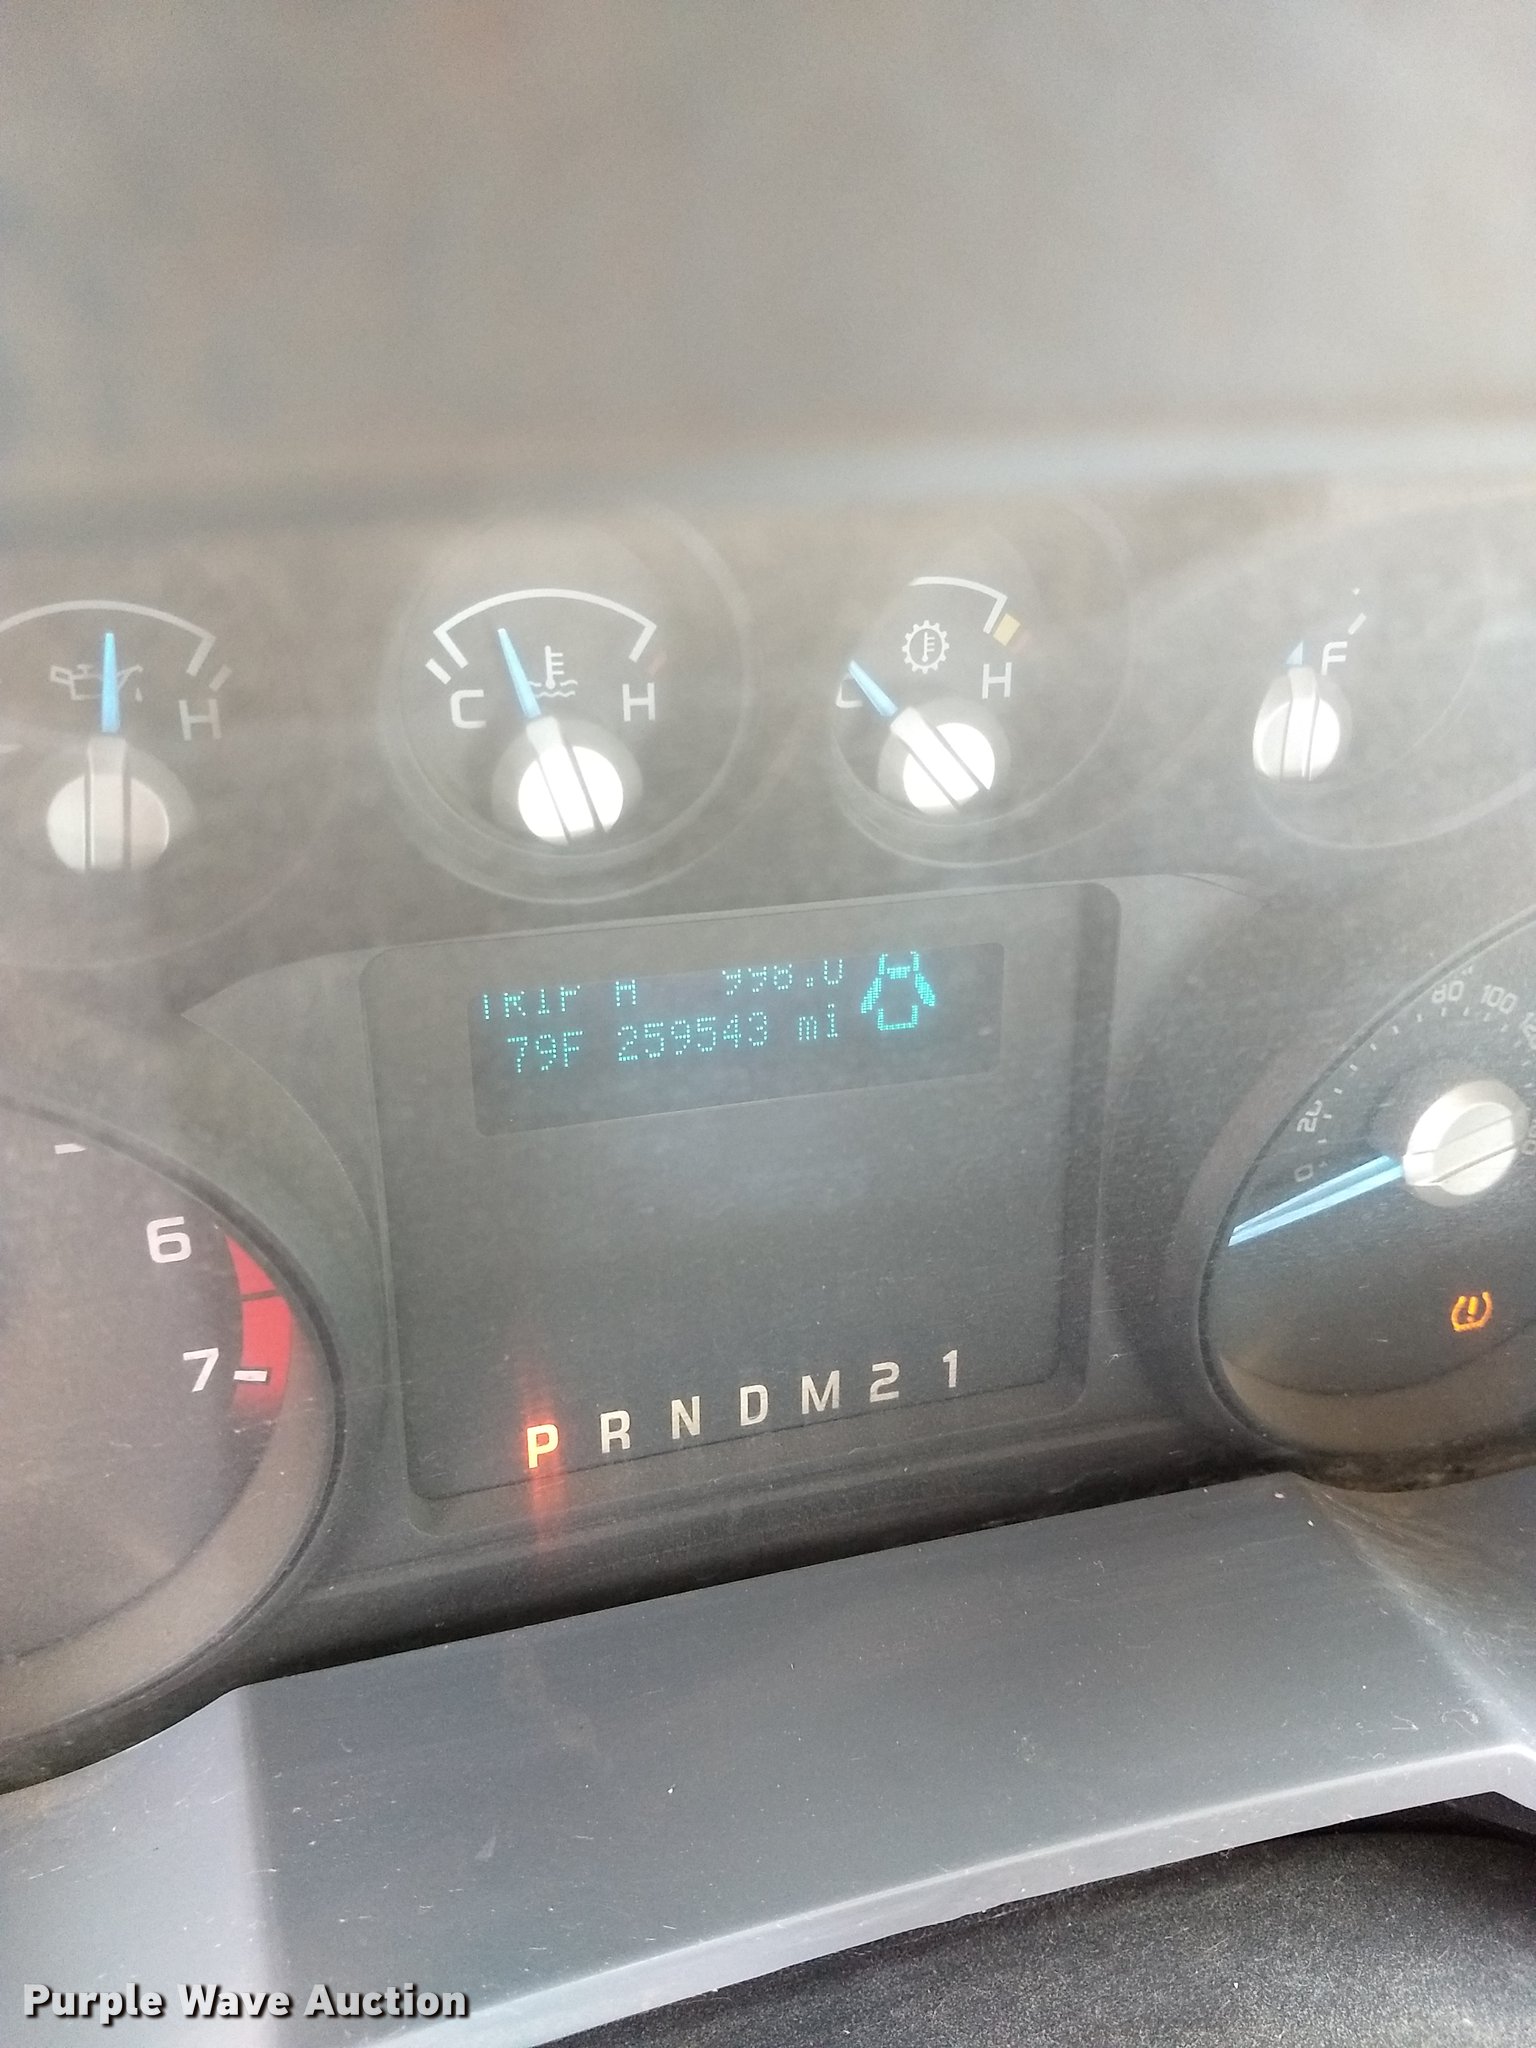 H
C H
C H
F
TRIP A 998.0
79F 259543 mi
80 100
20
0
6
7
P R N D M 2 1
Purple Wave Auction